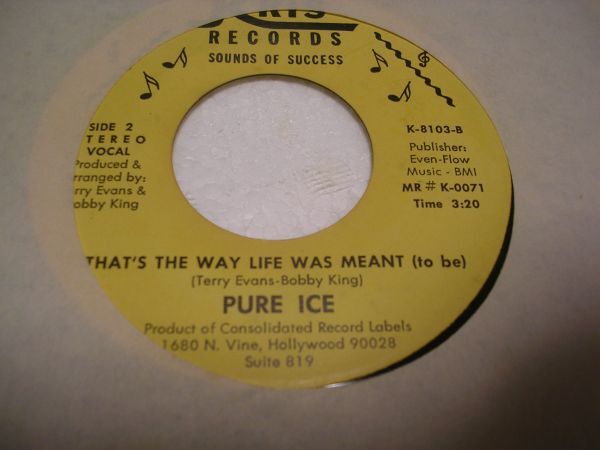 RECORDS
SOUNDS OF SUCCESS
SIDE 2
TEREO
VOCAL
Produced &
rranged by:
rry Evans &
obby King
K-8103-B
Publisher:
Even-Flow
Music - BMI
MR # K-0071
Time 3:20
THAT'S THE WAY LIFE WAS MEANT (to be)
(Terry Evans-Bobby King)
PURE ICE
Product of Consolidated Record Labels
1680 N. Vine, Hollywood 90028
Suite 819